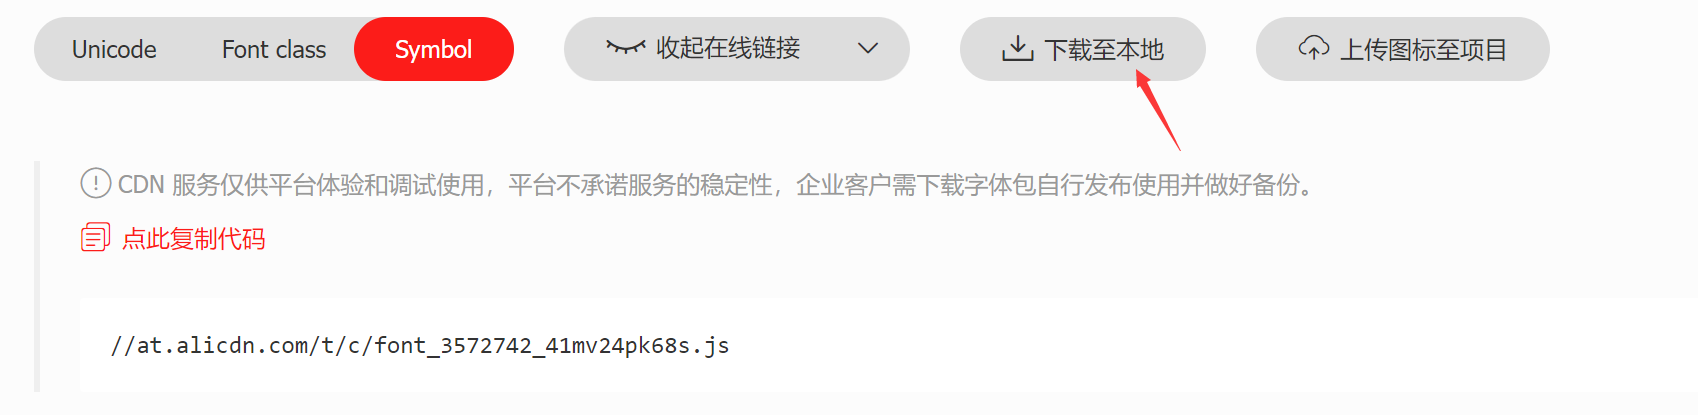 Unicode Font class Symbol 收起在线链接 下载至本地 上传图标至项目
CDN 服务仅供平台体验和调试使用，平台不承诺服务的稳定性，企业客户需下载字体包自行发布使用并做好备份。
点此复制代码
//at.alicdn.com/t/c/font_3572742_41mv24pk68s.js